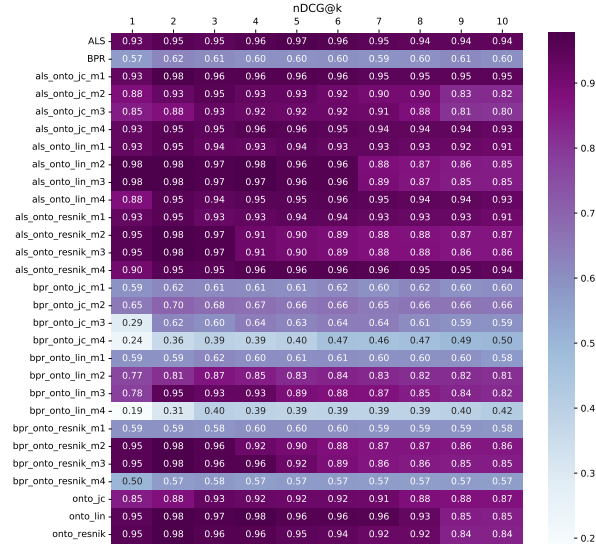 nDCG@k
1 2 3 4 5 6 7 8 9 10
ALS 0.93 0.95 0.95 0.96 0.97 0.96 0.95 0.94 0.94 0.94
BPR 0.57 0.62 0.61 0.60 0.60 0.60 0.59 0.60 0.61 0.60
als_onto_jc_m1 0.93 0.98 0.96 0.96 0.96 0.96 0.95 0.95 0.95 0.95
als_onto_jc_m2 0.88 0.93 0.95 0.93 0.93 0.92 0.90 0.90 0.83 0.82
als_onto_jc_m3 0.85 0.88 0.93 0.92 0.92 0.92 0.91 0.88 0.81 0.80
als_onto_jc_m4 0.93 0.95 0.95 0.96 0.96 0.95 0.94 0.94 0.94 0.93
als_onto_lin_m1 0.93 0.95 0.94 0.93 0.94 0.93 0.93 0.93 0.92 0.91
als_onto_lin_m2 0.98 0.98 0.97 0.98 0.96 0.96 0.88 0.87 0.86 0.85
als_onto_lin_m3 0.98 0.98 0.97 0.97 0.96 0.96 0.89 0.87 0.85 0.85
als_onto_lin_m4 0.88 0.95 0.94 0.95 0.95 0.96 0.95 0.94 0.94 0.93
als_onto_resnik_m1 0.93 0.95 0.93 0.93 0.94 0.94 0.93 0.93 0.93 0.91
als_onto_resnik_m2 0.95 0.98 0.97 0.91 0.90 0.89 0.88 0.88 0.87 0.87
als_onto_resnik_m3 0.95 0.98 0.97 0.91 0.90 0.89 0.88 0.88 0.86 0.86
als_onto_resnik_m4 0.90 0.95 0.95 0.96 0.96 0.96 0.96 0.95 0.95 0.94
bpr_onto_jc_m1 0.59 0.62 0.61 0.61 0.61 0.62 0.60 0.62 0.60 0.60
bpr_onto_jc_m2 0.65 0.70 0.68 0.67 0.66 0.66 0.65 0.65 0.66 0.66
bpr_onto_jc_m3 0.29 0.62 0.60 0.64 0.63 0.64 0.64 0.61 0.59 0.59
bpr_onto_jc_m4 0.24 0.36 0.39 0.39 0.40 0.47 0.46 0.47 0.49 0.50
bpr_onto_lin_m1 0.59 0.59 0.62 0.60 0.61 0.61 0.60 0.60 0.60 0.58
bpr_onto_lin_m2 0.77 0.81 0.87 0.85 0.83 0.84 0.83 0.82 0.82 0.81
bpr_onto_lin_m3 0.78 0.95 0.93 0.93 0.89 0.88 0.87 0.85 0.84 0.82
bpr_onto_lin_m4 0.19 0.31 0.40 0.39 0.39 0.39 0.39 0.39 0.40 0.42
bpr_onto_resnik_m1 0.59 0.59 0.58 0.60 0.60 0.60 0.59 0.59 0.59 0.58
bpr_onto_resnik_m2 0.95 0.98 0.96 0.92 0.90 0.88 0.87 0.88 0.86 0.86
bpr_onto_resnik_m3 0.95 0.98 0.96 0.96 0.92 0.89 0.86 0.86 0.85 0.85
bpr_onto_resnik_m4 0.50 0.57 0.58 0.57 0.57 0.57 0.57 0.57 0.57 0.57
onto_jc 0.85 0.88 0.93 0.92 0.92 0.92 0.91 0.88 0.88 0.87
onto_lin 0.95 0.98 0.97 0.98 0.96 0.96 0.96 0.93 0.85 0.85
onto_resnik 0.95 0.98 0.96 0.96 0.95 0.94 0.92 0.92 0.84 0.84
0.9
0.8
0.7
0.6
0.5
0.4
0.3
0.2